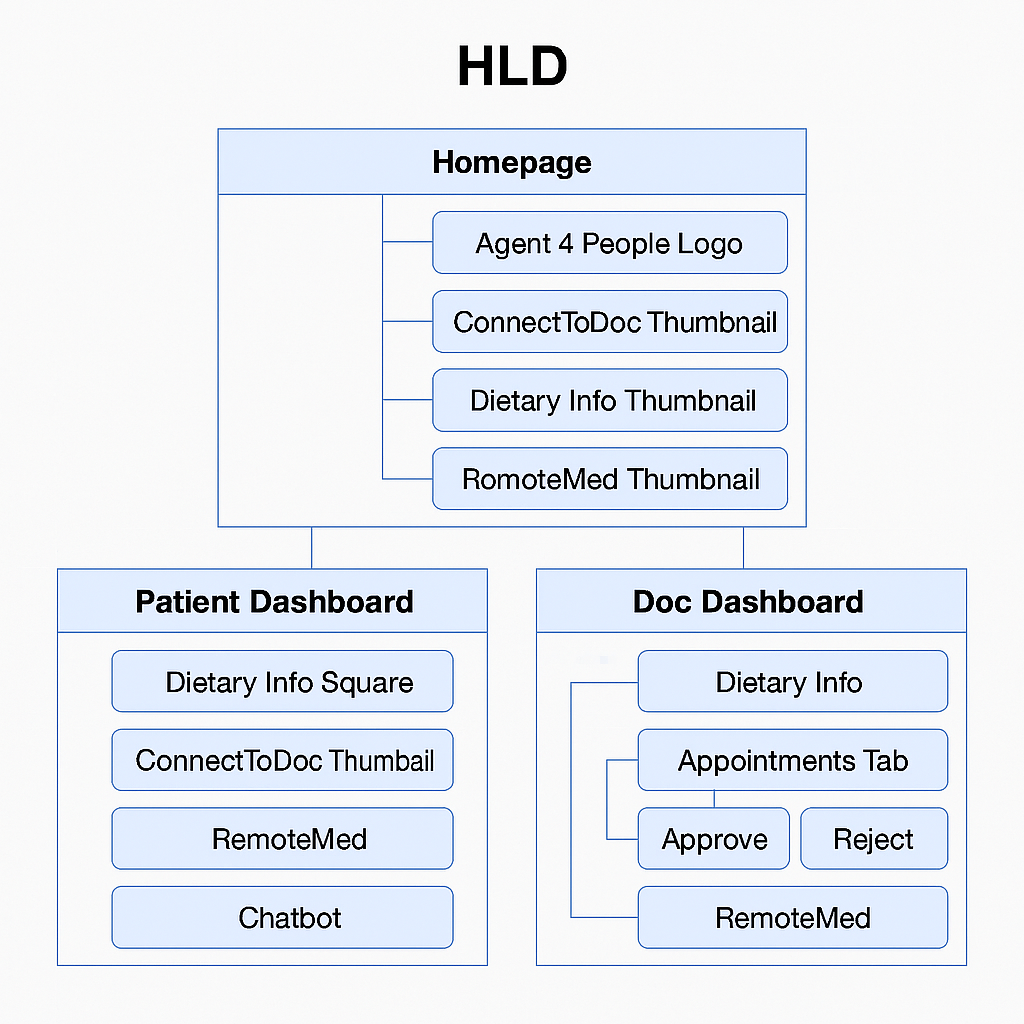 HLD
Homepage
Agent 4 People Logo
ConnectToDoc Thumbnail
Dietary Info Thumbnail
RomoteMed Thumbnail
Patient Dashboard
Dietary Info Square
ConnectToDoc Thumbail
RemoteMed
Chatbot
Doc Dashboard
Dietary Info
Appointments Tab
Approve
Reject
RemoteMed